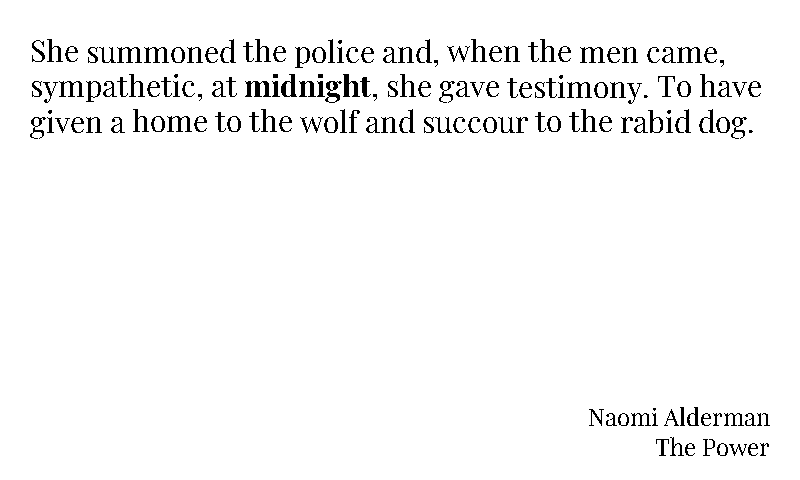 She summoned the police and, when the men came,
sympathetic, at midnight, she gave testimony. To have
given a home to the wolf and succour to the rabid dog.
Naomi Alderman
The Power